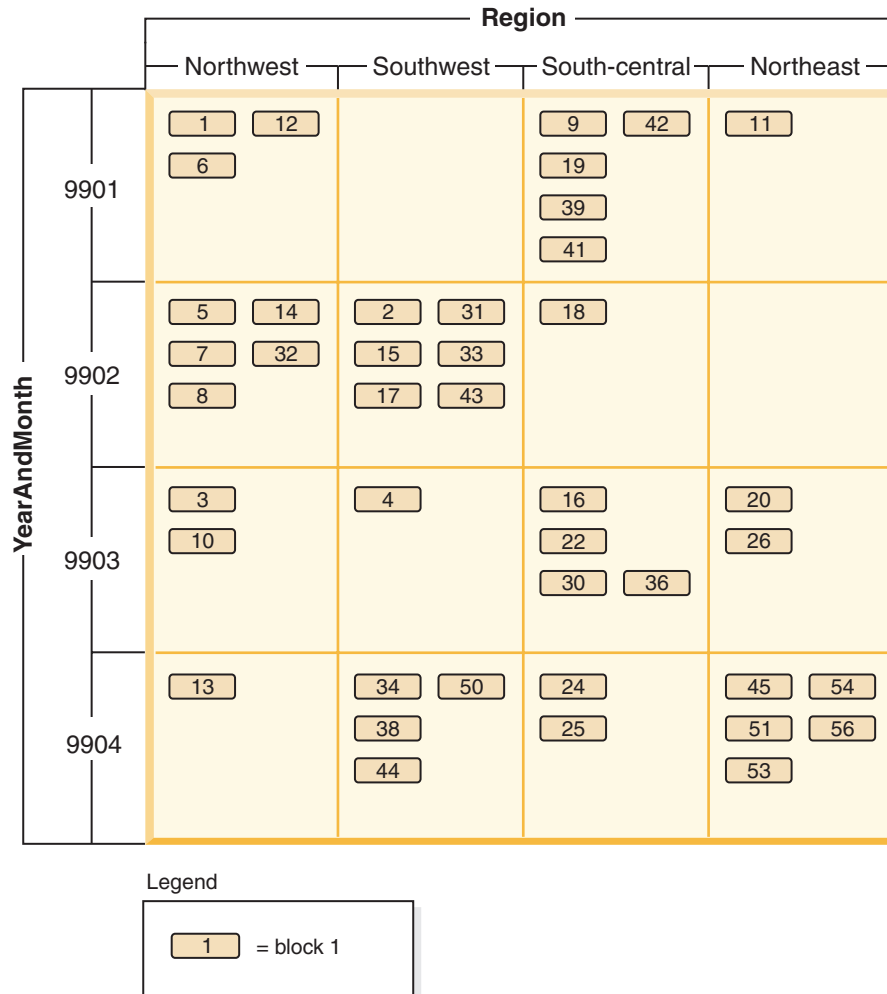 Region
Northwest Southwest South-central Northeast
YearAndMonth
9901
1 12 9 42 11
6 19
39
41
9902
5 14 2 31 18
7 32 15 33
8 17 43
9903
3 4 16 20
10 22 26
30 36
9904
13 34 50 24 45 54
38 25 51 56
44 53
Legend
1 = block 1